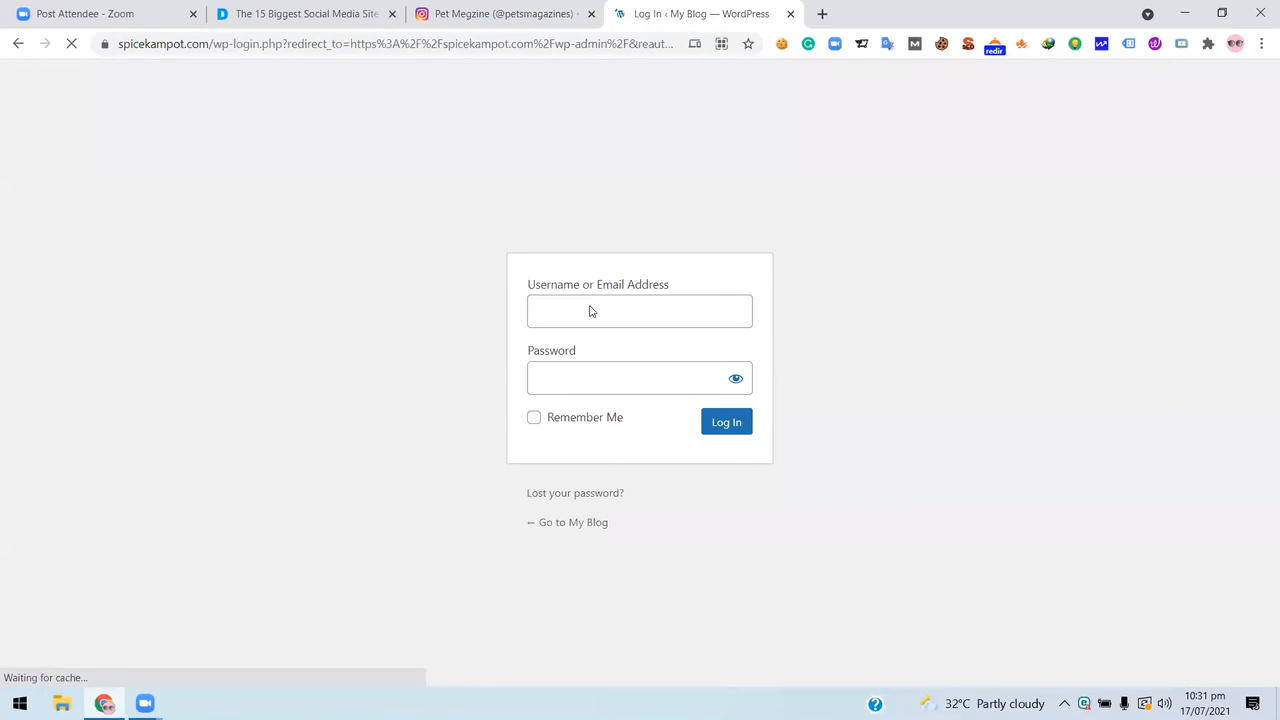 Post Attendee - Zoom
The 15 Biggest Social Media Site
Pet Megzine (@petsmagazines)
Log In ‹ My Blog — WordPress
spicekampot.com/wp-login.php?redirect_to=https%3A%2F%2Fspicekampot.com%2Fwp-admin%2F&reaut...
redir
Username or Email Address
Password
Remember Me
Log In
Lost your password?
← Go to My Blog
Waiting for cache...
32°C Partly cloudy
10:31 pm
17/07/2021